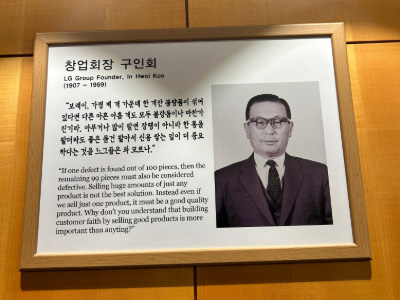 창업회장 구인회
LG Group Founder, In Hwoi Koo
(1907 ~ 1969)
"보래이, 가령 백 개 가운데 한 개만 불량품이 섞여
있다면 다른 아흔 아홉 개도 모두 불량품이나 마찬가
진기라. 아무거나 많이 팔면 장땡이 아니라 한 통을
팔더라도 좋은 물건 팔아서 신용 쌓는 일이 더 중요
하다는 것을 느그들은 와 모르나."
"If one defect is found out of 100 pieces, then the
remaining 99 pieces must also be considered
defective. Selling huge amounts of just any
product is not the best solution. Instead even if
we sell just one product, it must be a good quality
product. Why don't you understand that building
customer faith by selling good products is more
important than anyting?"